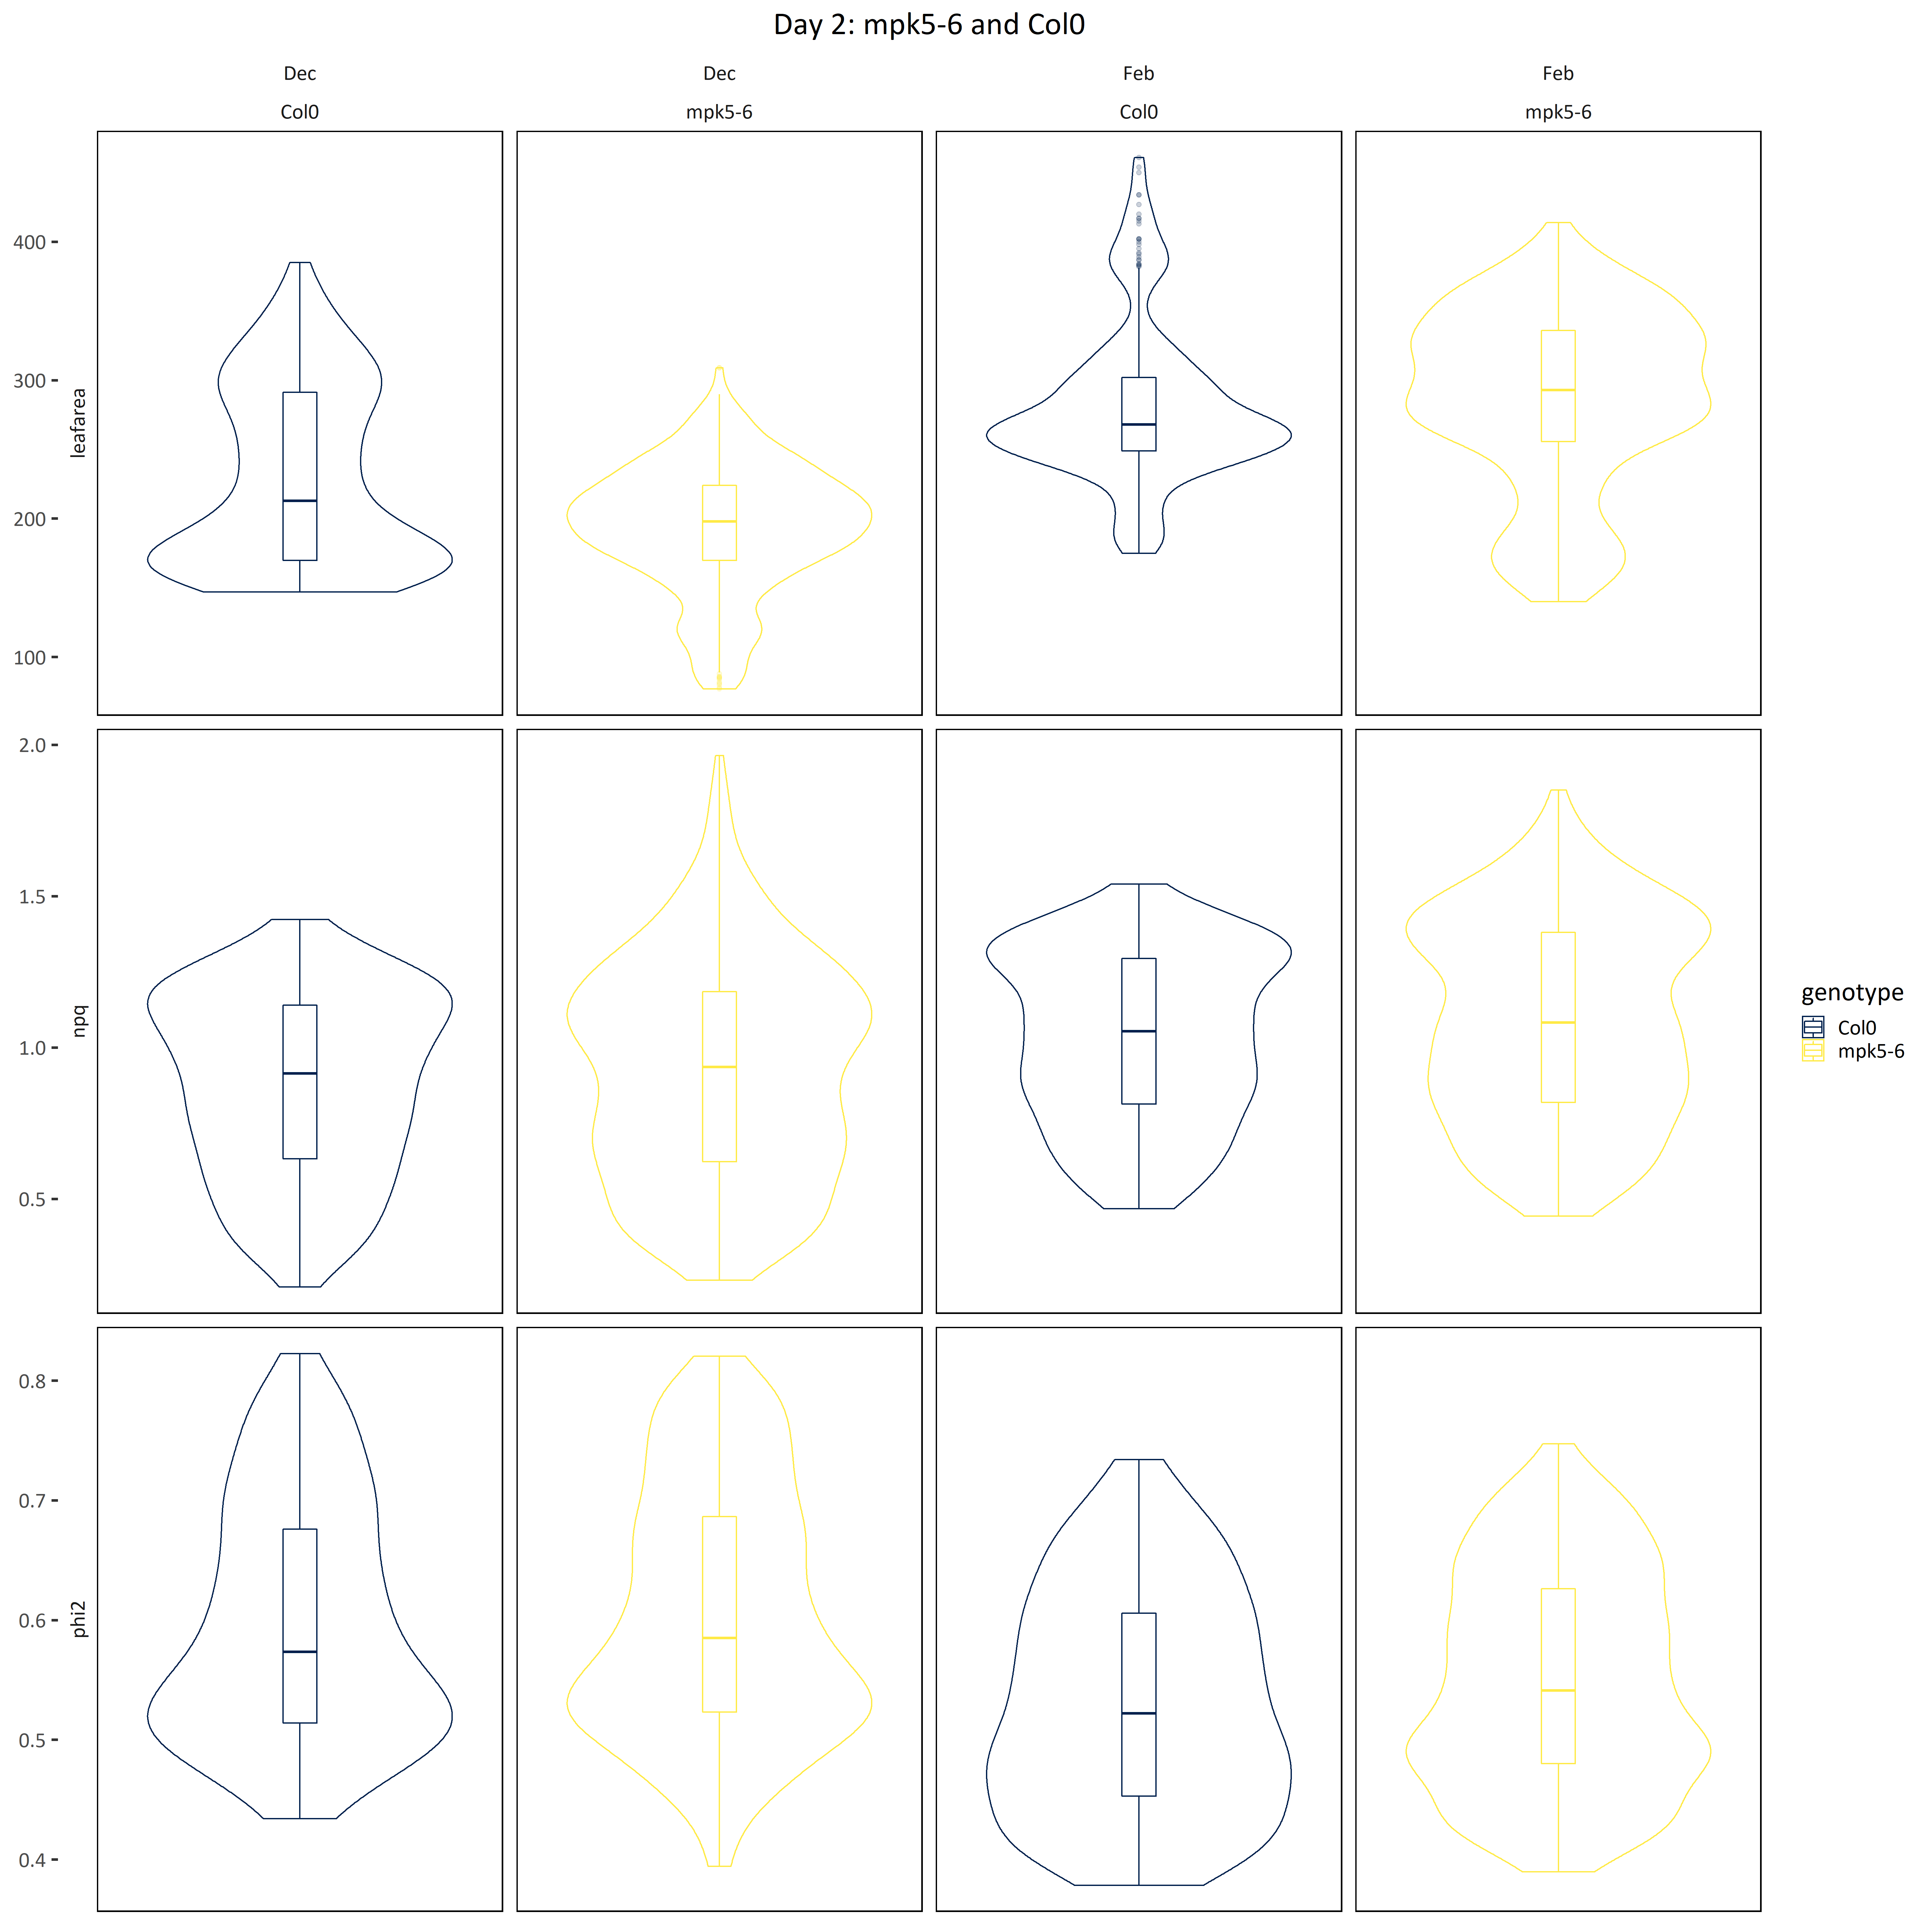 Day 2: mpk5-6 and Col0
Dec Dec Feb Feb
Col0 mpk5-6 Col0 mpk5-6
400
300
200
100
leafarea
2.0
1.5
1.0
0.5
npq
0.8
0.7
0.6
0.5
0.4
phi2
genotype
Col0
mpk5-6